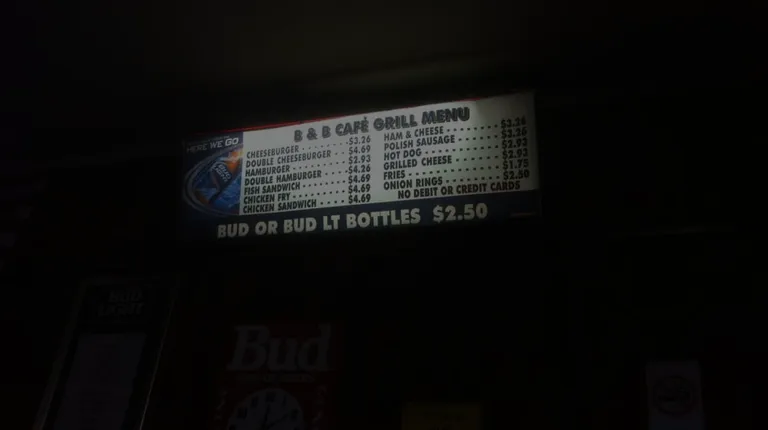 HERE WE GO
B & B CAFÉ GRILL MENU
CHEESEBURGER - - - - - - - - - -$3.26
DOUBLE CHEESEBURGER - - - $4.69
HAMBURGER - - - - - - - - - - - $2.93
DOUBLE HAMBURGER - - - - -$4.26
FISH SANDWICH - - - - - - - - $4.69
CHICKEN FRY - - - - - - - - - - $4.69
CHICKEN SANDWICH - - - - $4.69
HAM & CHEESE - - - - - - - - - $3.26
POLISH SAUSAGE - - - - - - - - $3.26
HOT DOG - - - - - - - - - - - - - $2.93
GRILLED CHEESE - - - - - - - - $2.93
FRIES - - - - - - - - - - - - - - - - $1.75
ONION RINGS - - - - - - - - - - $2.50
NO DEBIT OR CREDIT CARDS
BUD OR BUD LT BOTTLES $2.50
BUD
LIGHT
Bud